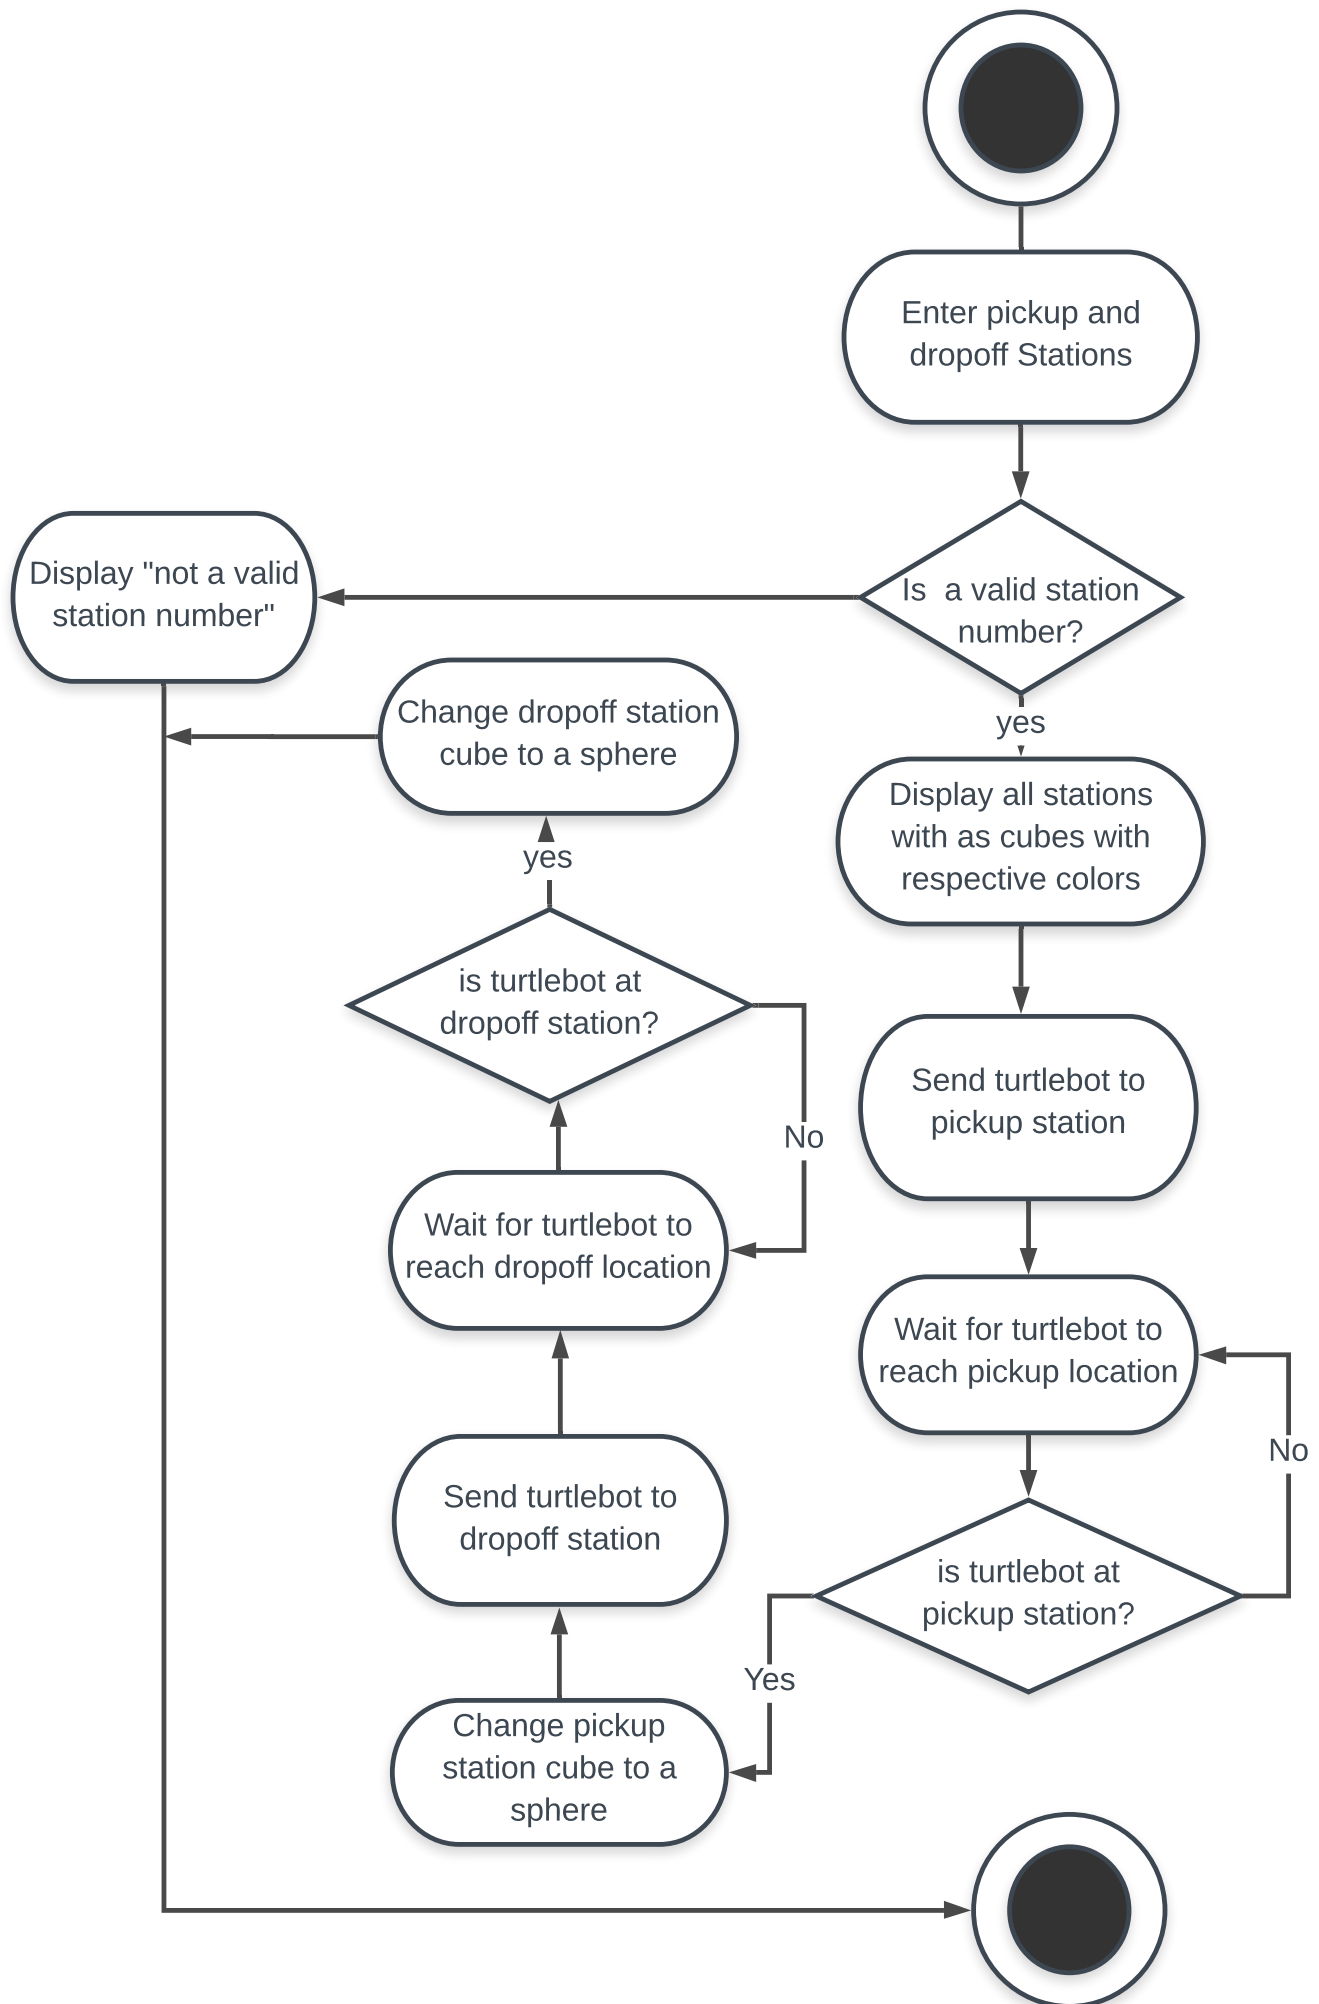 Enter pickup and
dropoff Stations
Is a valid station
number?
Display "not a valid
station number"
yes
Display all stations
with as cubes with
respective colors
Send turtlebot to
pickup station
Wait for turtlebot to
reach pickup location
No
is turtlebot at
pickup station?
Yes
Change pickup
station cube to a
sphere
Send turtlebot to
dropoff station
Wait for turtlebot to
reach dropoff location
No
is turtlebot at
dropoff station?
yes
Change dropoff station
cube to a sphere